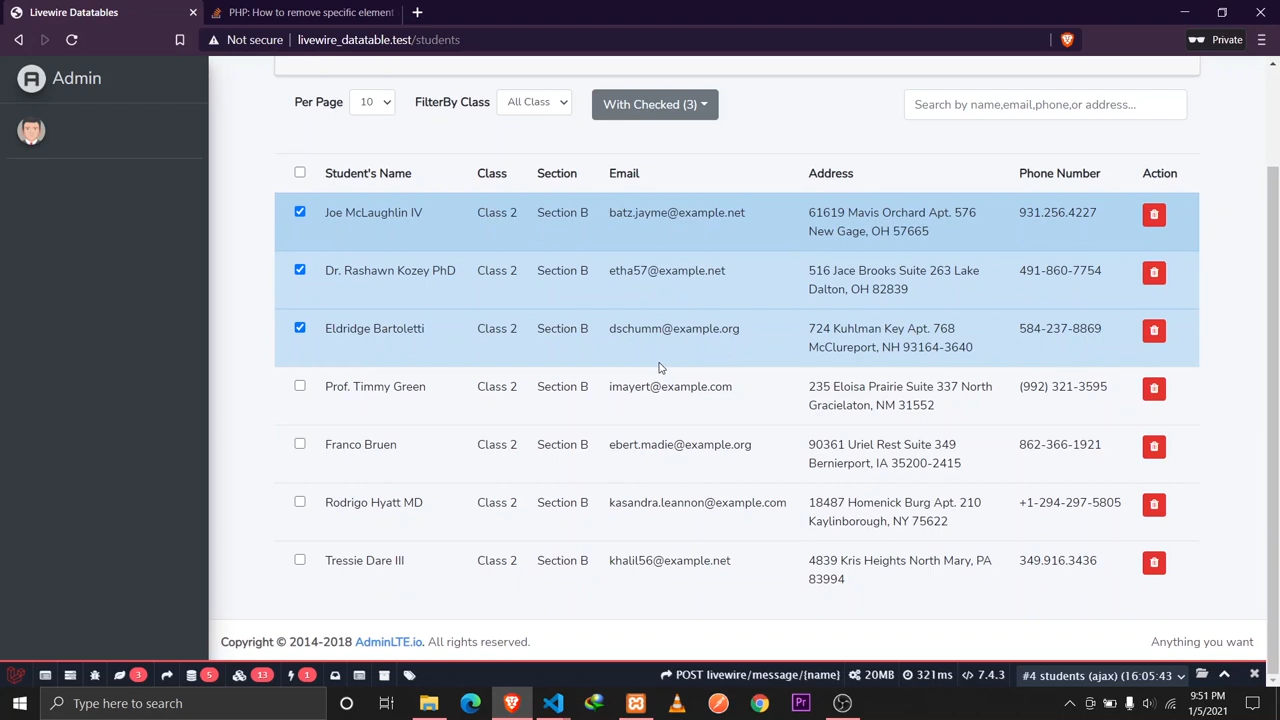 Livewire Datatables
PHP: How to remove specific element
Not secure livewire_datatable.test/students
Private
Admin
Per Page 10 FilterBy Class All Class With Checked (3) Search by name,email,phone,or address...
Student's Name Class Section Email Address Phone Number Action
Joe McLaughlin IV Class 2 Section B batz.jayme@example.net 61619 Mavis Orchard Apt. 576 931.256.4227
New Gage, OH 57665
Dr. Rashawn Kozey PhD Class 2 Section B etha57@example.net 516 Jace Brooks Suite 263 Lake 491-860-7754
Dalton, OH 82839
Eldridge Bartoletti Class 2 Section B dschumm@example.org 724 Kuhlman Key Apt. 768 584-237-8869
McClureport, NH 93164-3640
Prof. Timmy Green Class 2 Section B imayert@example.com 235 Eloisa Prairie Suite 337 North (992) 321-3595
Gracielaton, NM 31552
Franco Bruen Class 2 Section B ebert.madie@example.org 90361 Uriel Rest Suite 349 862-366-1921
Bernierport, IA 35200-2415
Rodrigo Hyatt MD Class 2 Section B kasandra.leannon@example.com 18487 Homenick Burg Apt. 210 +1-294-297-5805
Kaylinborough, NY 75622
Tressie Dare III Class 2 Section B khalil56@example.net 4839 Kris Heights North Mary, PA 349.916.3436
83994
Copyright © 2014-2018 AdminLTE.io. All rights reserved. Anything you want
3 5 13 1 POST livewire/message/{name} 20MB 321ms 7.4.3 #4 students (ajax) (16:05:43)
Type here to search
Pr
9:51 PM
1/5/2021